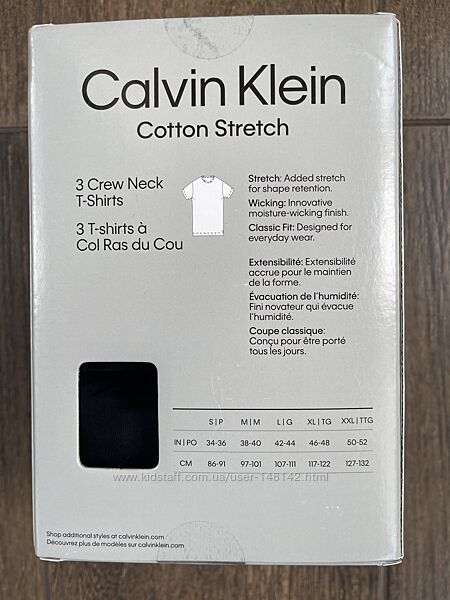 Calvin Klein
Cotton Stretch
3 Crew Neck
T-Shirts
3 T-shirts à
Col Ras du Cou
Stretch: Added stretch
for shape retention.
Wicking: Innovative
moisture-wicking finish.
Classic Fit: Designed for
everyday wear.
Extensibilité: Extensibilité
accrue pour le maintien
de la forme.
Évacuation de l'humidité:
Fini novateur qui évacue
l'humidité.
Coupe classique:
Conçu pour être porté
tous les jours.
S|P M|M L|G XL|TG XXL|TTG
IN|PO 34-36 38-40 42-44 46-48 50-52
CM 86-91 97-101 107-111 117-122 127-132
www.kidstaff.com.ua/user-148142.html
Shop additional styles at calvinklein.com
Découvrez plus de modèles sur calvinklein.com